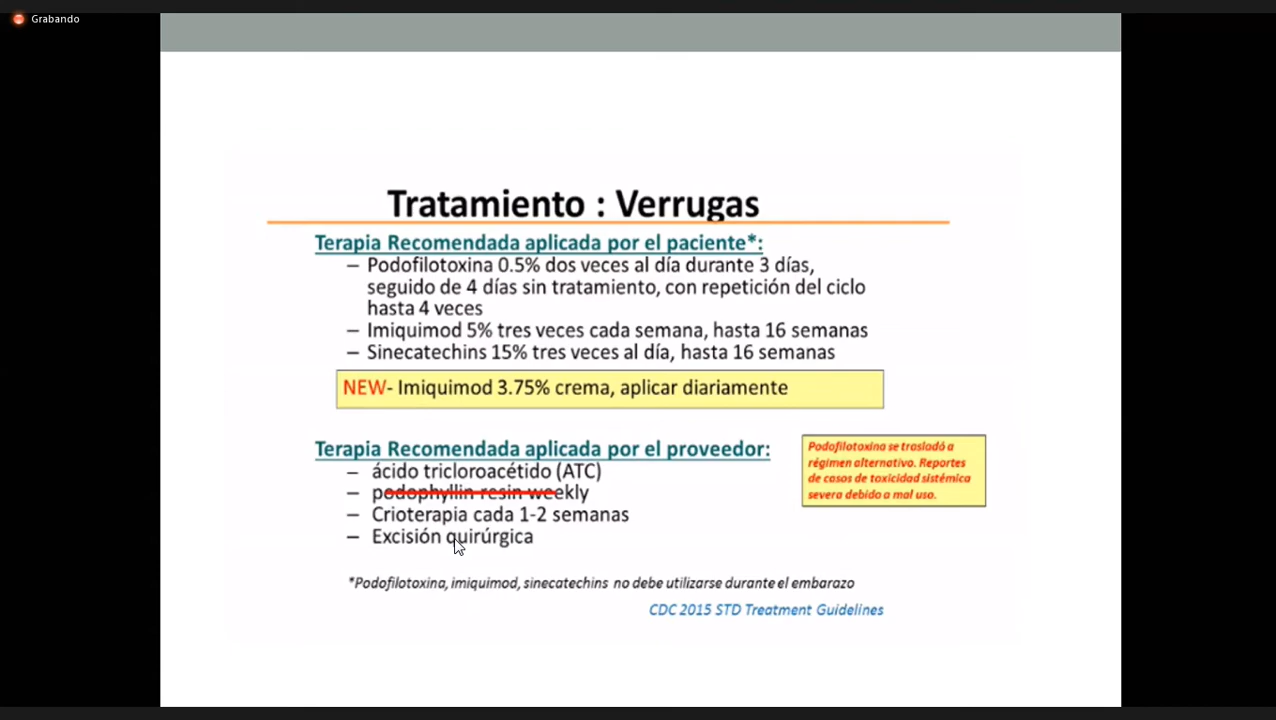 Grabando
Tratamiento : Verrugas
Terapia Recomendada aplicada por el paciente*:
– Podofilotoxina 0.5% dos veces al día durante 3 días,
seguido de 4 días sin tratamiento, con repetición del ciclo
hasta 4 veces
– Imiquimod 5% tres veces cada semana, hasta 16 semanas
– Sinecatechins 15% tres veces al día, hasta 16 semanas
NEW- Imiquimod 3.75% crema, aplicar diariamente
Terapia Recomendada aplicada por el proveedor:
– ácido tricloroacétido (ATC)
– podophyllin resin weekly
– Crioterapia cada 1-2 semanas
– Excisión quirúrgica
Podofilotoxina se trasladó a
régimen alternativo. Reportes
de casos de toxicidad sistémica
severa debido a mal uso.
*Podofilotoxina, imiquimod, sinecatechins no debe utilizarse durante el embarazo
CDC 2015 STD Treatment Guidelines